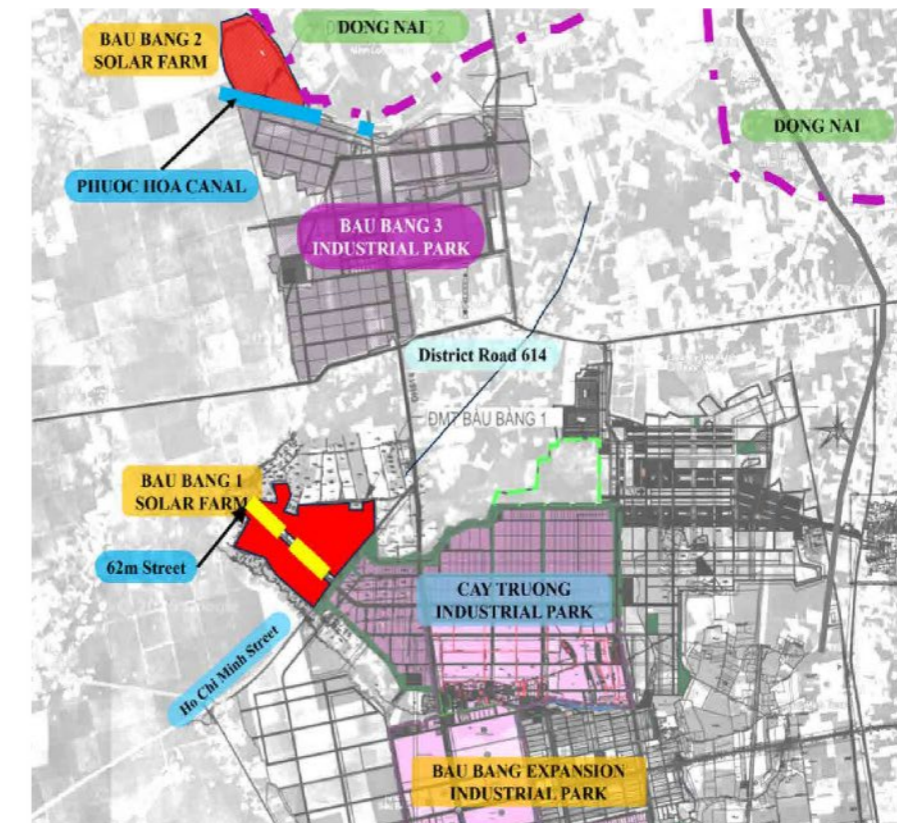 BAU BANG 2
SOLAR FARM
DONG NAI
DONG NAI
PHUOC HOA CANAL
BAU BANG 3
INDUSTRIAL PARK
District Road 614
ĐMT BÀU BÀNG 1
BAU BANG 1
SOLAR FARM
62m Street
CAY TRUONG
INDUSTRIAL PARK
Ho Chi Minh Street
BAU BANG EXPANSION
INDUSTRIAL PARK